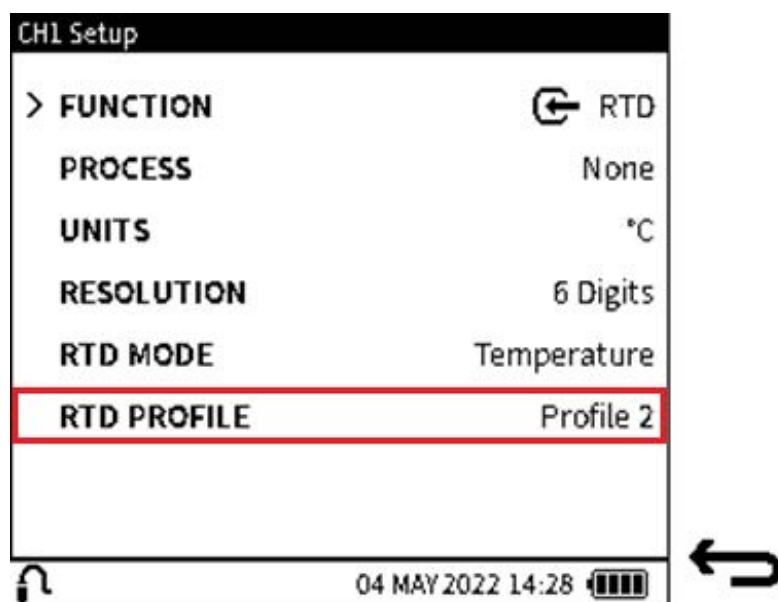 CH1 Setup
> FUNCTION RTD
PROCESS None
UNITS °C
RESOLUTION 6 Digits
RTD MODE Temperature
RTD PROFILE Profile 2
04 MAY 2022 14:28